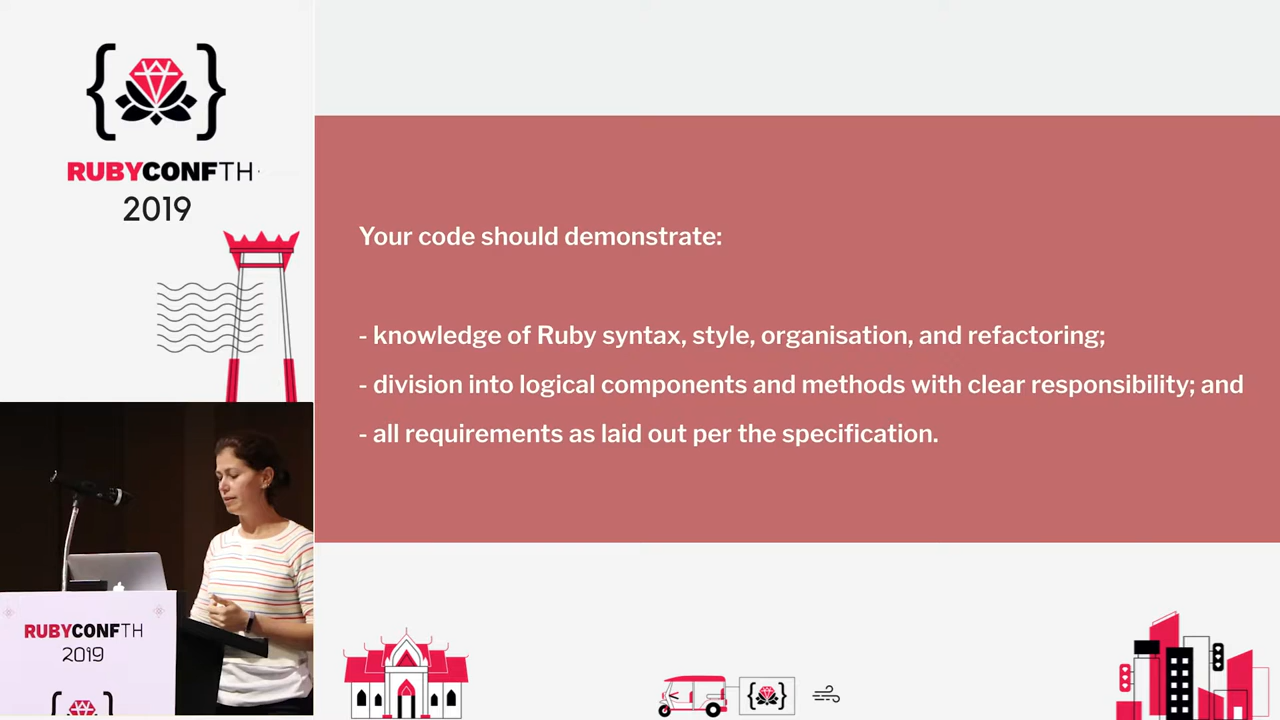 RUBYCONFTH
2019
Your code should demonstrate:
- knowledge of Ruby syntax, style, organisation, and refactoring;
- division into logical components and methods with clear responsibility; and
- all requirements as laid out per the specification.
RUBYCONFTH
2019